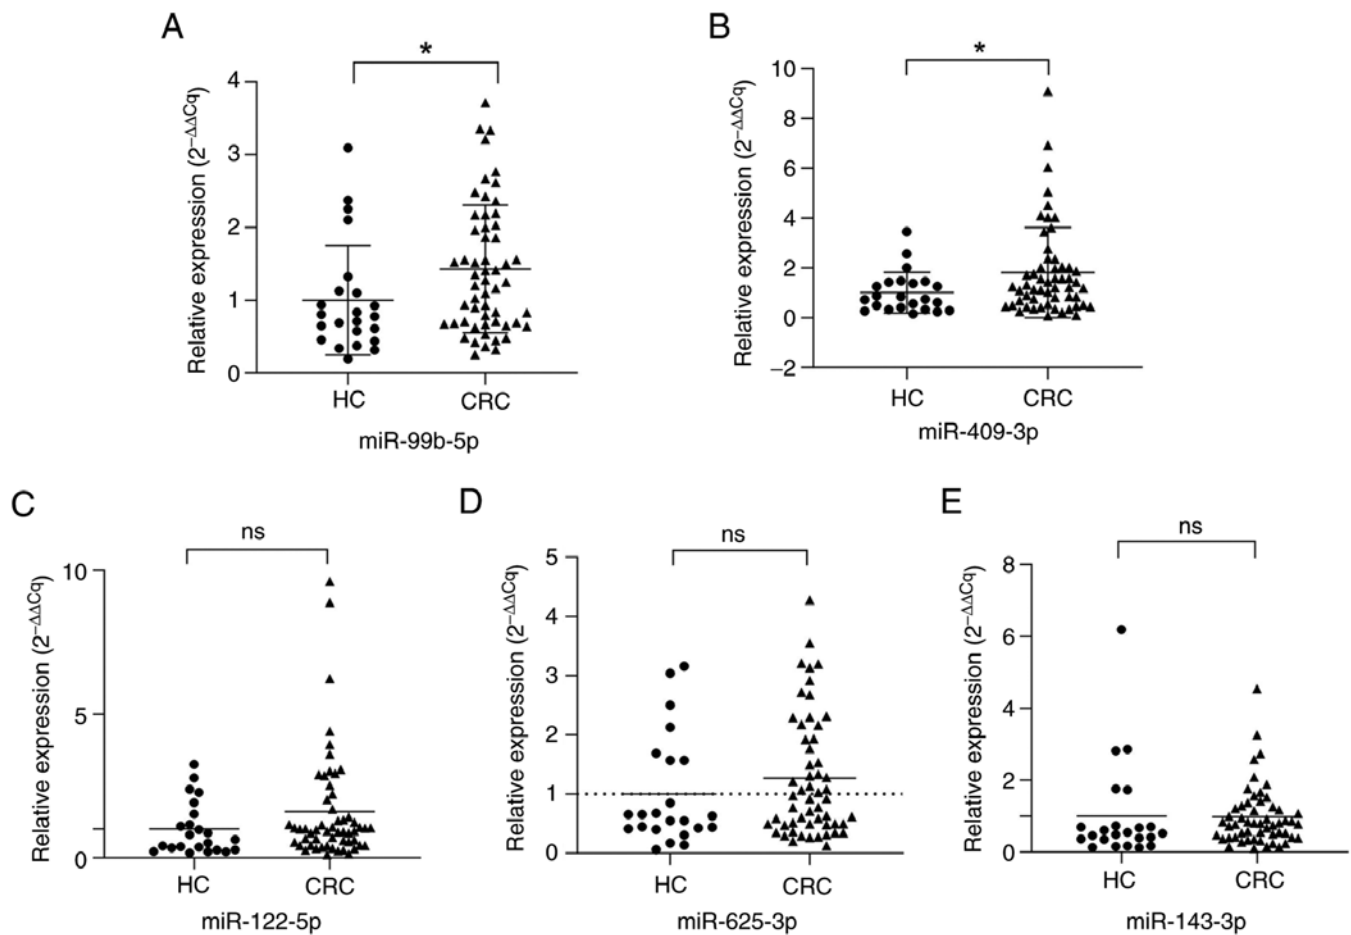 A
*
Relative expression (2−ΔΔCq)
4
3
2
1
0
HC
CRC
miR-99b-5p
B
*
Relative expression (2−ΔΔCq)
10
8
6
4
2
0
−2
HC
CRC
miR-409-3p
C
ns
Relative expression (2−ΔΔCq)
10
5
0
HC
CRC
miR-122-5p
D
ns
Relative expression (2−ΔΔCq)
5
4
3
2
1
0
HC
CRC
miR-625-3p
E
ns
Relative expression (2−ΔΔCq)
8
6
4
2
0
HC
CRC
miR-143-3p